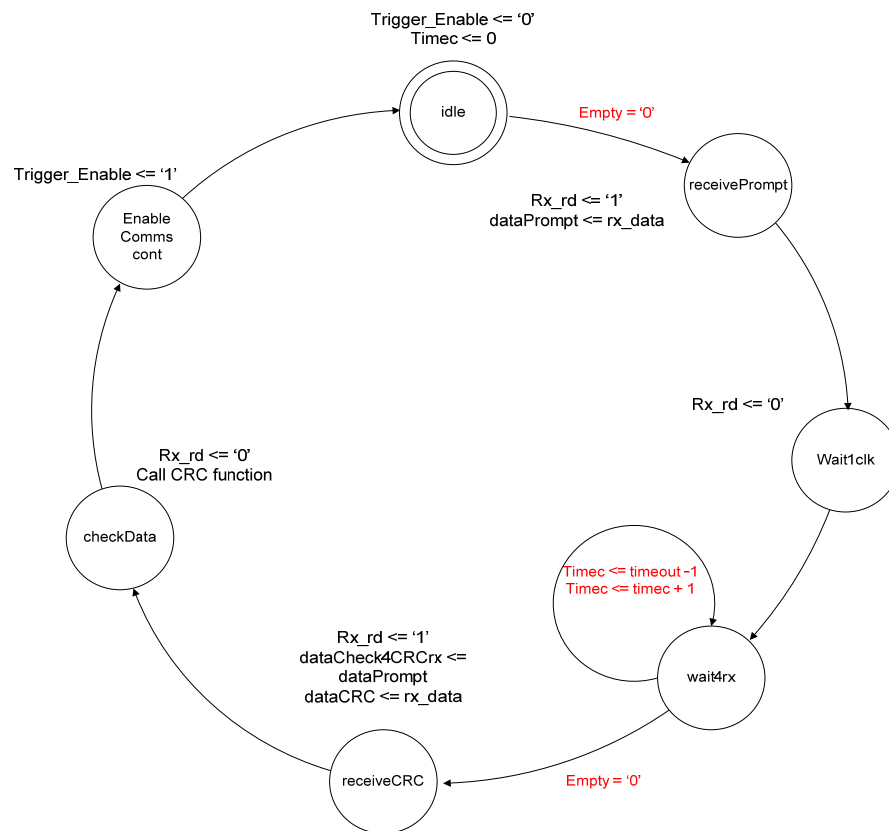 Trigger_Enable <= ‘0’
Timec <= 0
idle
Empty = ‘0’
receivePrompt
Rx_rd <= ‘1’
dataPrompt <= rx_data
Trigger_Enable <= ‘1’
Enable
Comms
cont
Rx_rd <= ‘0’
Wait1clk
Rx_rd <= ‘0’
Call CRC function
checkData
Timec <= timeout -1
Timec <= timec + 1
wait4rx
Rx_rd <= ‘1’
dataCheck4CRCrx <=
dataPrompt
dataCRC <= rx_data
receiveCRC
Empty = ‘0’